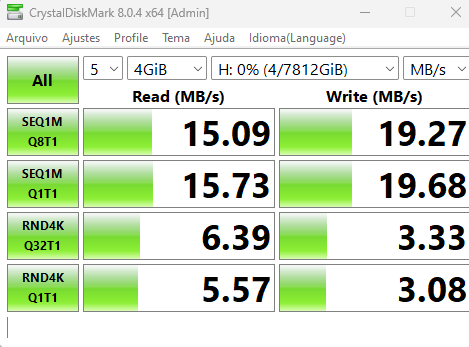 CrystalDiskMark 8.0.4 x64 [Admin]
Arquivo Ajustes Profile Tema Ajuda Idioma(Language)
All 5 4GiB H: 0% (4/7812GiB) MB/s
Read (MB/s) Write (MB/s)
SEQ1M
Q8T1 15.09 19.27
SEQ1M
Q1T1 15.73 19.68
RND4K
Q32T1 6.39 3.33
RND4K
Q1T1 5.57 3.08